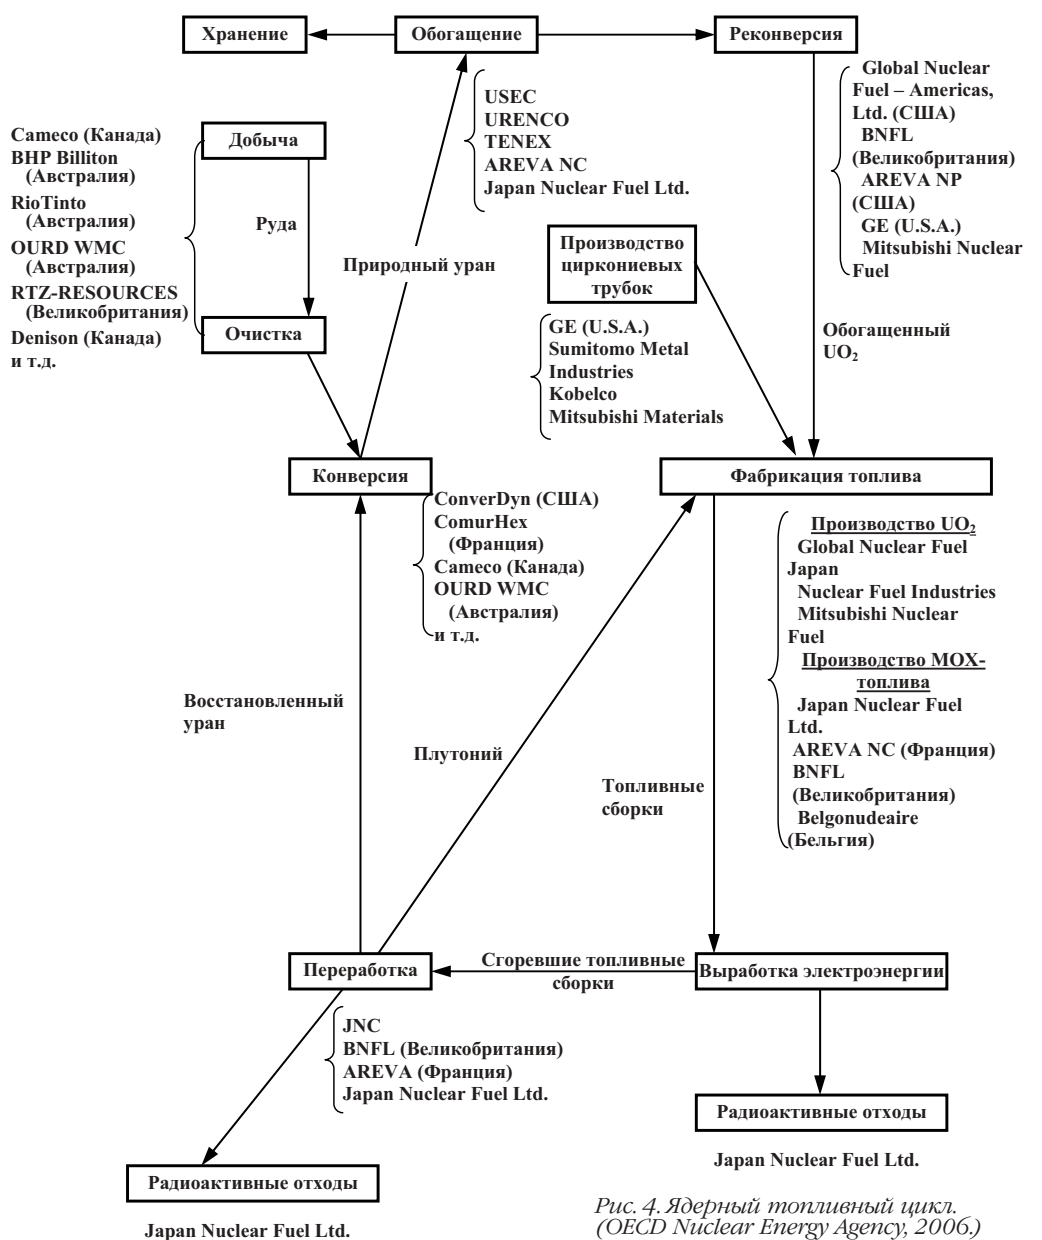 Хранение
Обогащение
Реконверсия
USEC
URENCO
TENEX
AREVA NC
Japan Nuclear Fuel Ltd.
Global Nuclear
Fuel – Americas,
Ltd. (США)
BNFL
(Великобритания)
AREVA NP
(США)
GE (U.S.A.)
Mitsubishi Nuclear
Fuel
Cameco (Канада)
BHP Billiton
(Австралия)
RioTinto
(Австралия)
OURD WMC
(Австралия)
RTZ-RESOURCES
(Великобритания)
Denison (Канада)
и т.д.
Добыча
Руда
Очистка
Природный уран
Производство
циркониевых
трубок
GE (U.S.A.)
Sumitomo Metal
Industries
Kobelco
Mitsubishi Materials
Обогащенный
UO2
Конверсия
ConverDyn (США)
ComurHex
(Франция)
Cameco (Канада)
OURD WMC
(Австралия)
и т.д.
Фабрикация топлива
Производство UO2
Global Nuclear Fuel
Japan
Nuclear Fuel Industries
Mitsubishi Nuclear
Fuel
Производство МОХ-
топлива
Japan Nuclear Fuel
Ltd.
AREVA NC (Франция)
BNFL
(Великобритания)
Belgonudeaire
(Бельгия)
Восстановленный
уран
Плутоний
Топливные
сборки
Переработка
Сгоревшие топливные
сборки
Выработка электроэнергии
JNC
BNFL (Великобритания)
AREVA (Франция)
Japan Nuclear Fuel Ltd.
Радиоактивные отходы
Japan Nuclear Fuel Ltd.
Радиоактивные отходы
Japan Nuclear Fuel Ltd.
Рис. 4. Ядерный топливный цикл.
(OECD Nuclear Energy Agency, 2006.)